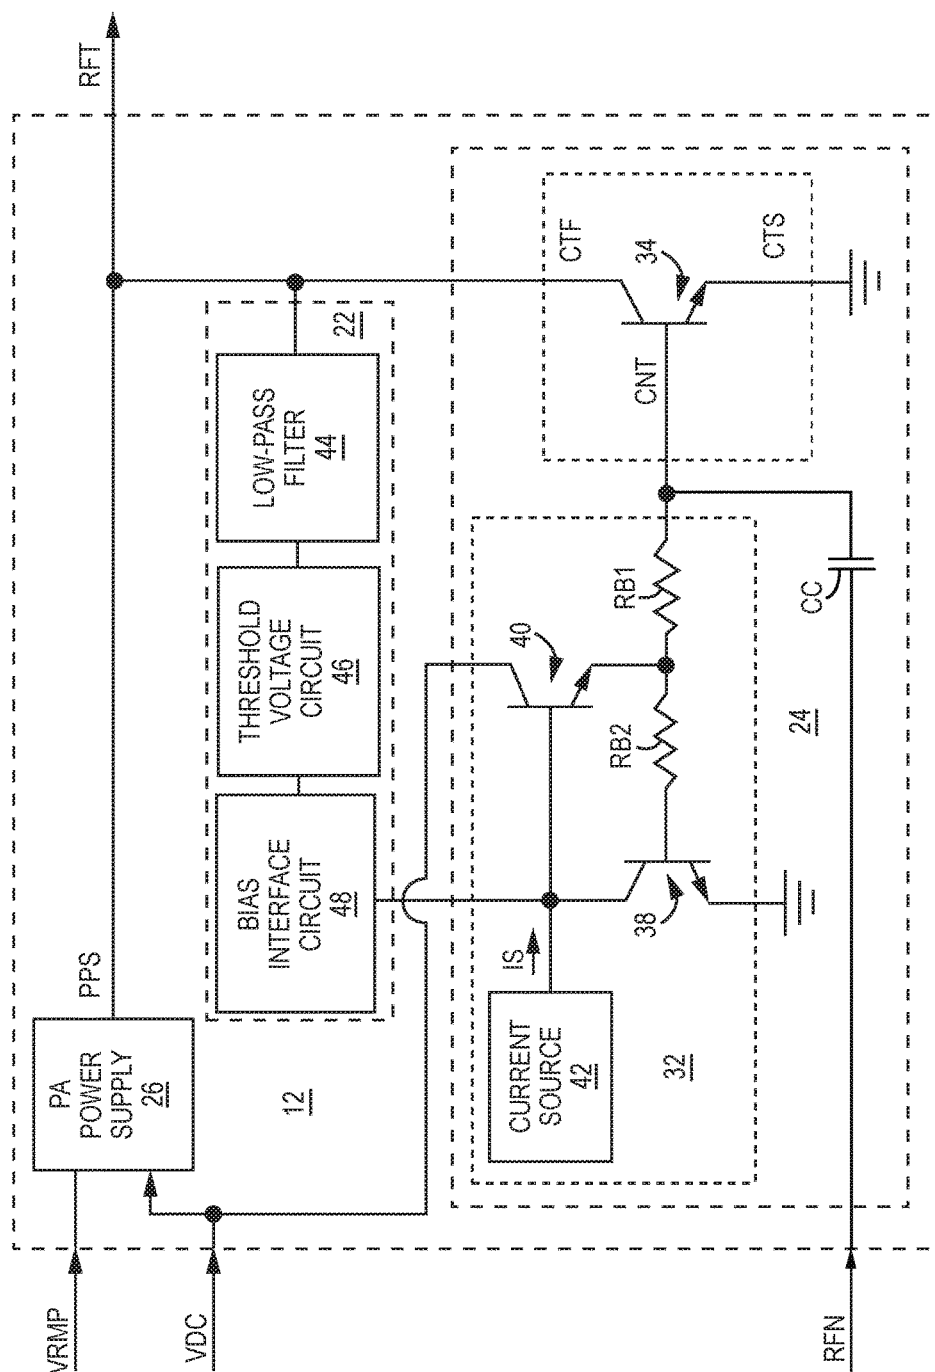 RFT
PPS
PA
POWER
SUPPLY
26
12
VRMP
VDC
22
LOW-PASS
FILTER
44
THRESHOLD
VOLTAGE
CIRCUIT
46
BIAS
INTERFACE
CIRCUIT
48
CTF
34
CTS
CNT
RB1
40
RB2
38
IS
CURRENT
SOURCE
42
32
24
CC
RFN